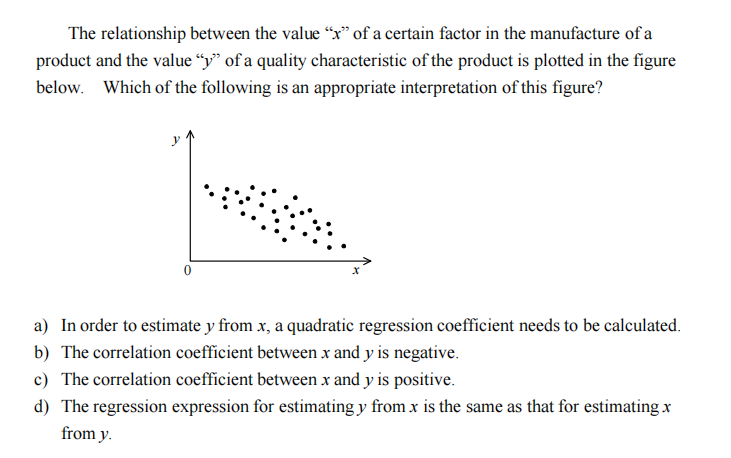 The relationship between the value “x” of a certain factor in the manufacture of a
product and the value “y” of a quality characteristic of the product is plotted in the figure
below. Which of the following is an appropriate interpretation of this figure?
y
0
x
a) In order to estimate y from x, a quadratic regression coefficient needs to be calculated.
b) The correlation coefficient between x and y is negative.
c) The correlation coefficient between x and y is positive.
d) The regression expression for estimating y from x is the same as that for estimating x
from y.